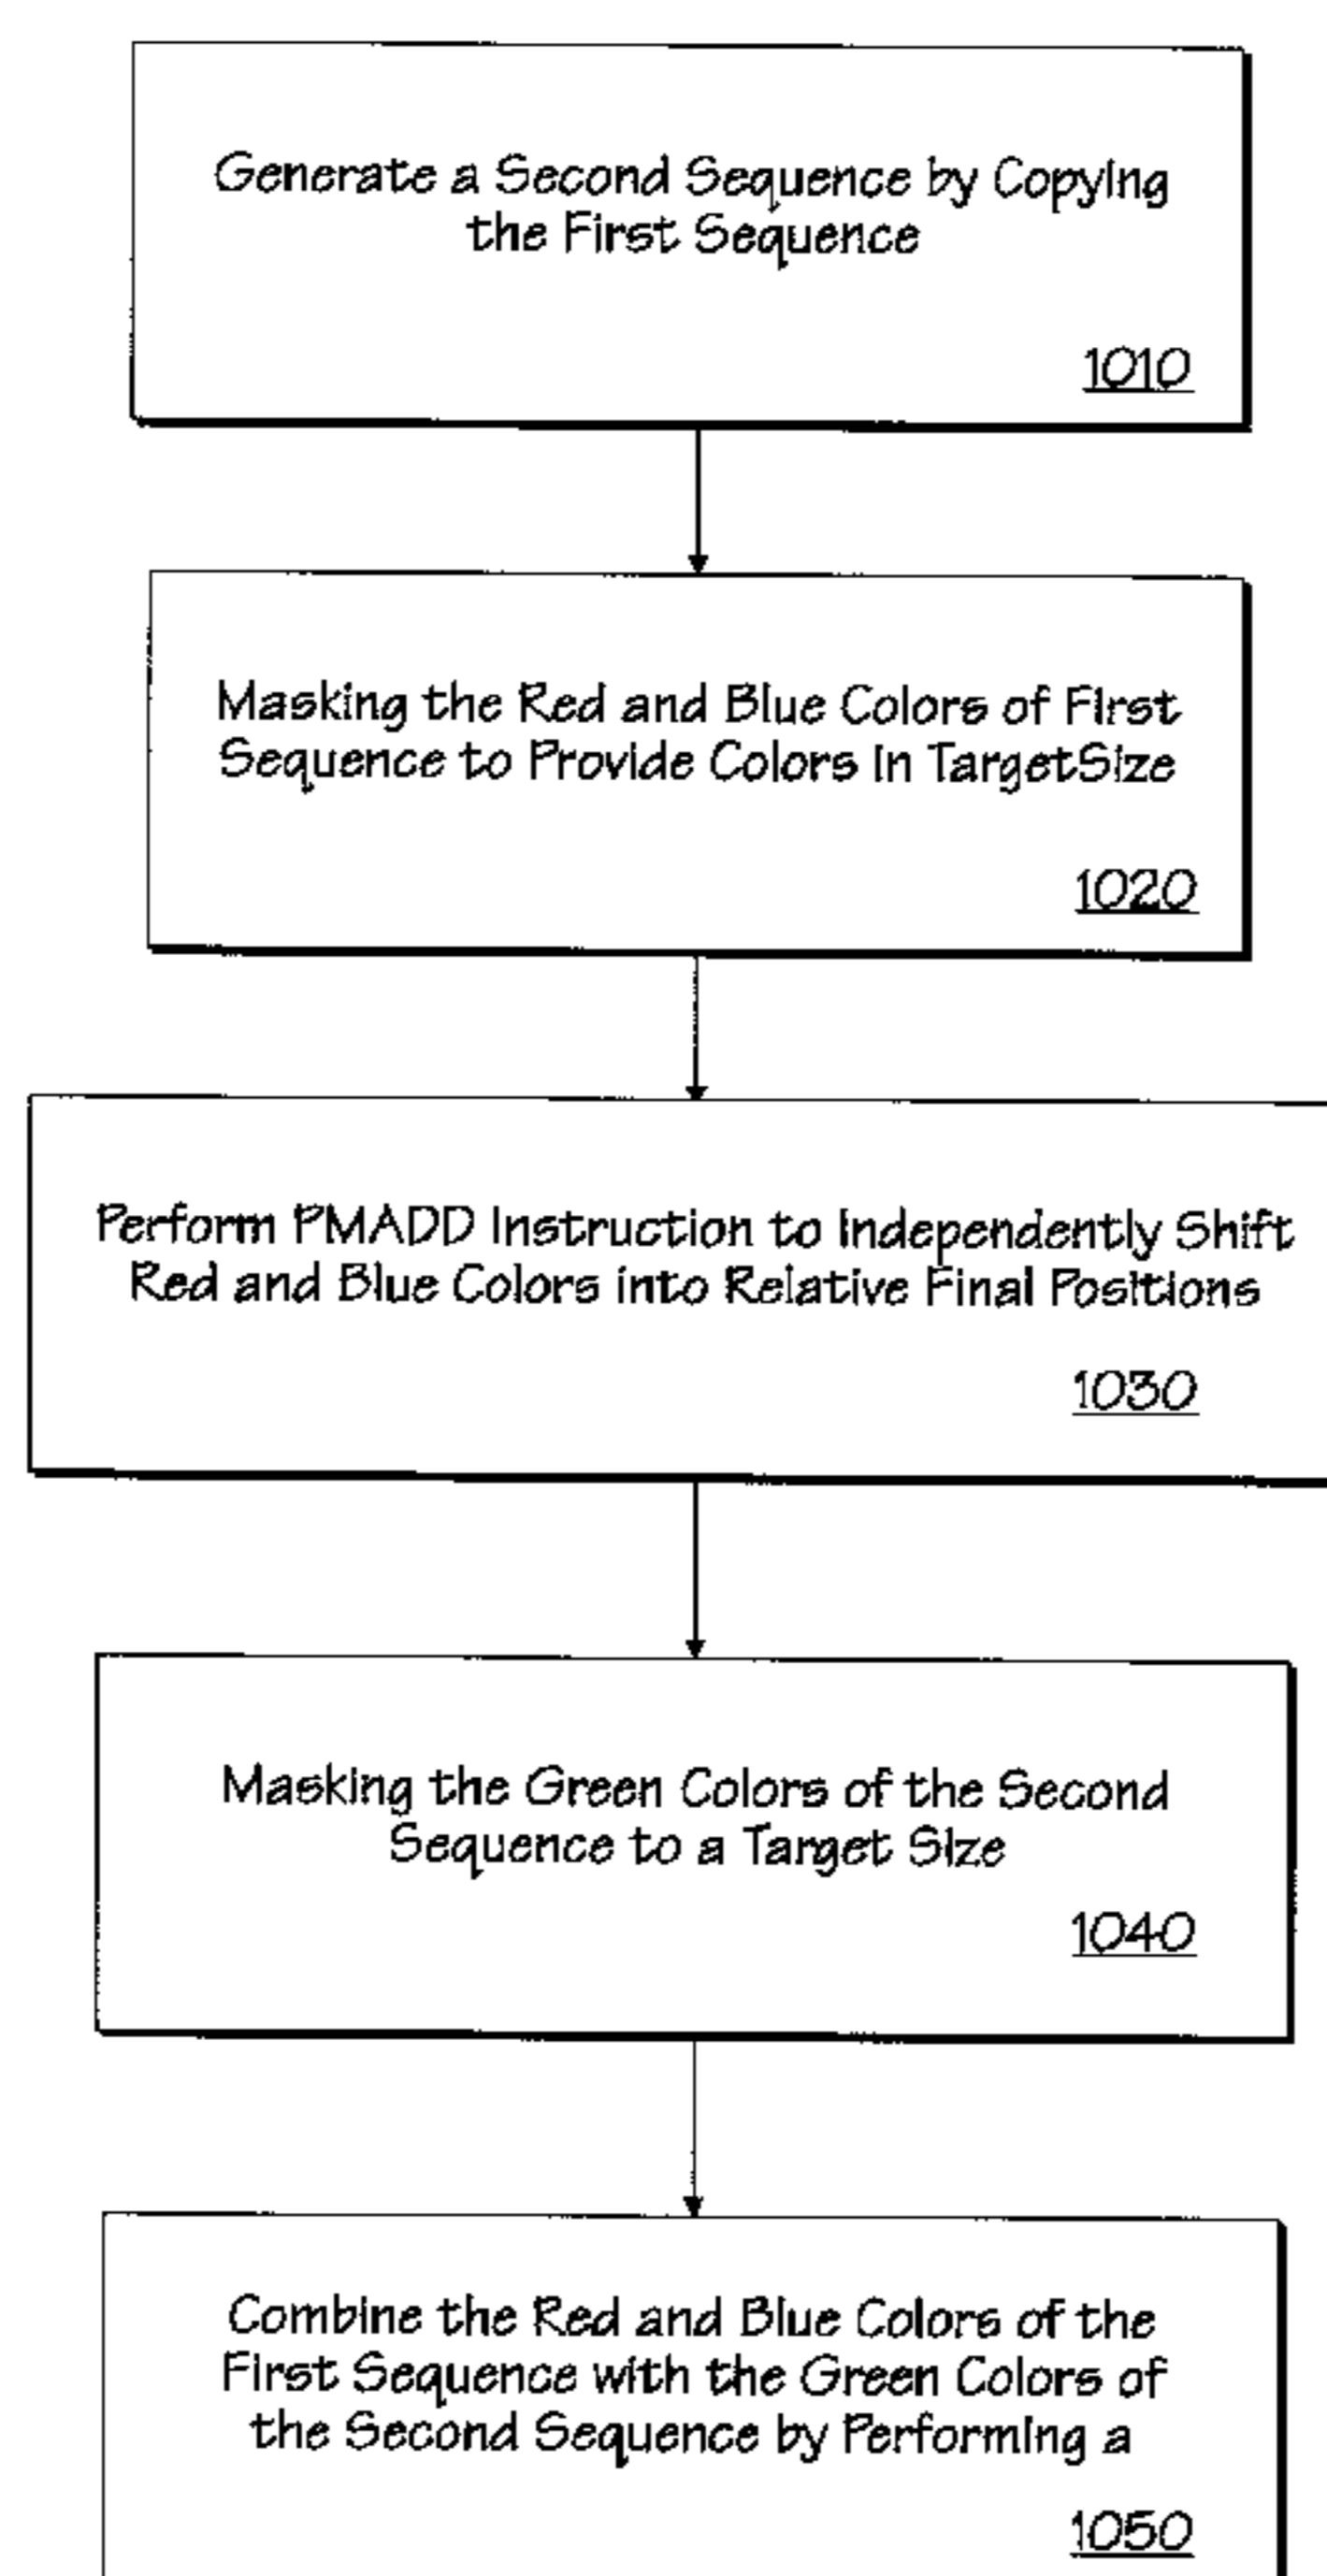 Generate a Second Sequence by Copying
the First Sequence
1010
Masking the Red and Blue Colors of First
Sequence to Provide Colors in TargetSize
1020
Perform PMADD Instruction to Independently Shift
Red and Blue Colors into Relative Final Positions
1030
Masking the Green Colors of the Second
Sequence to a Target Size
1040
Combine the Red and Blue Colors of the
First Sequence with the Green Colors of
the Second Sequence by Performing a
1050